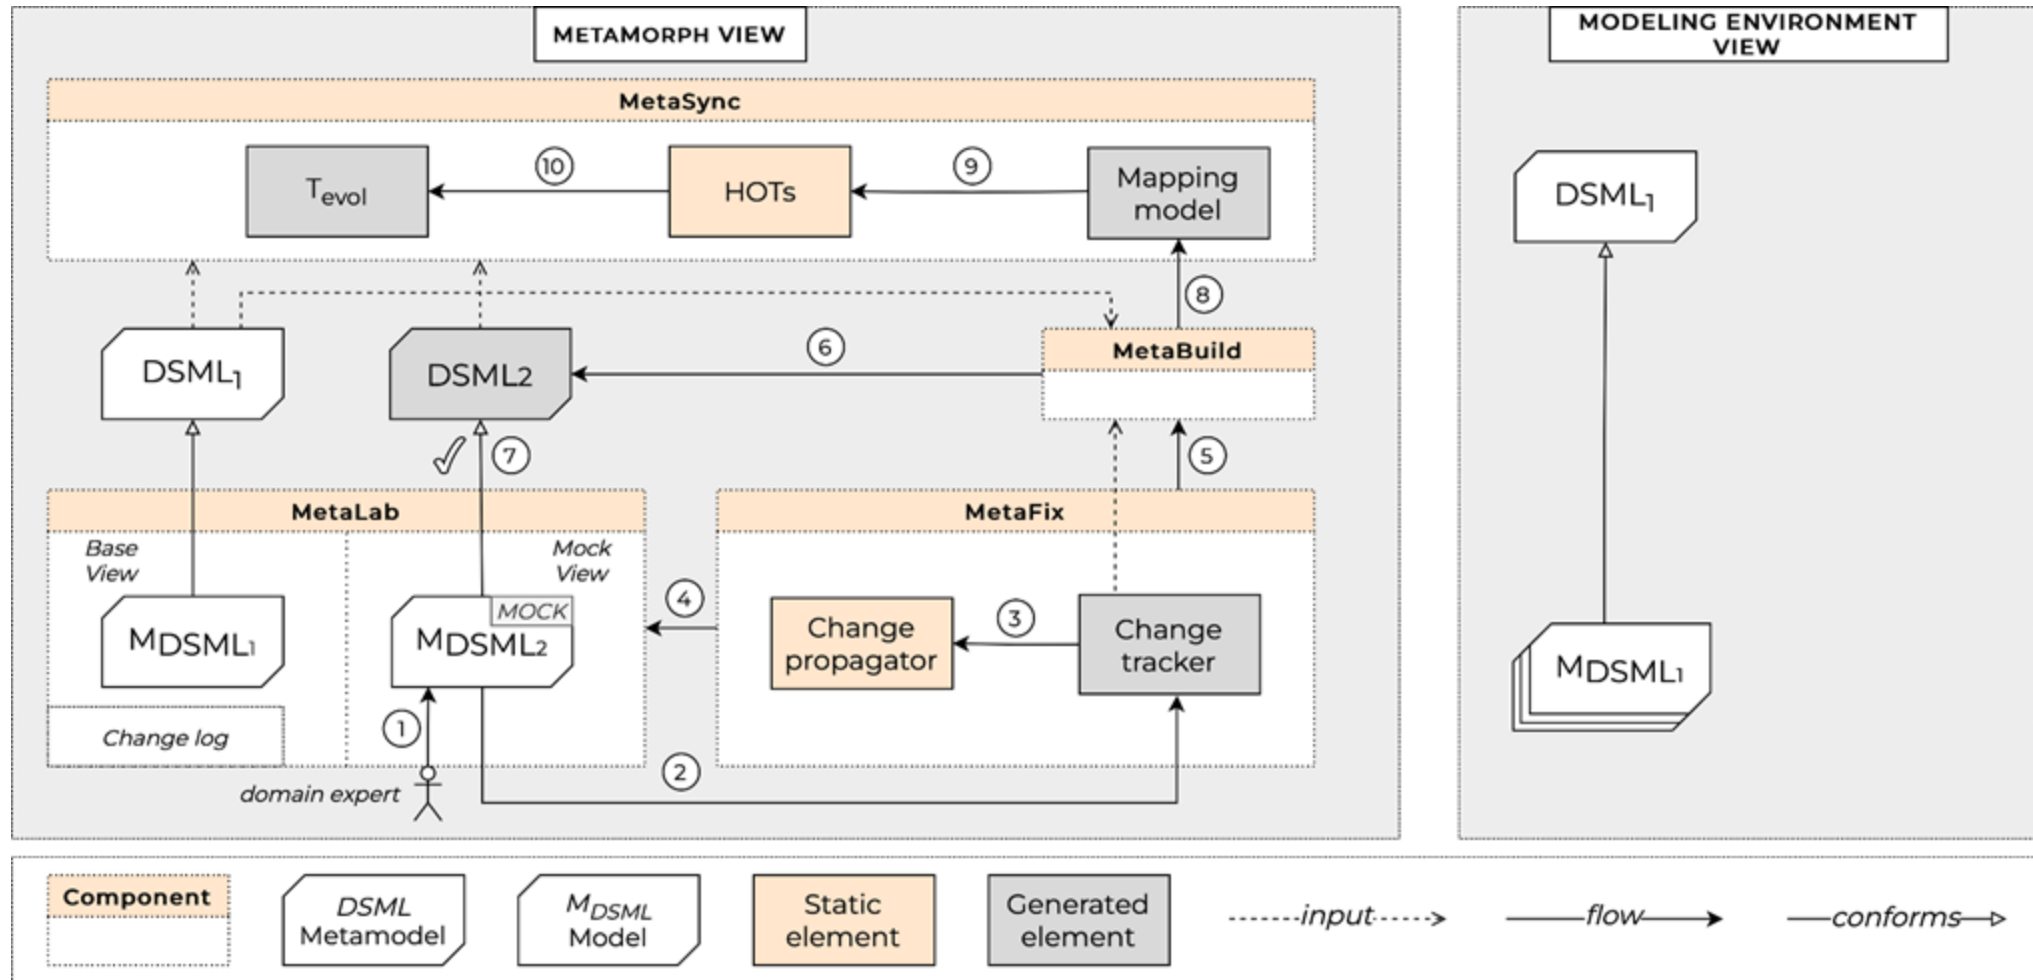 METAMORPH VIEW
MODELING ENVIRONMENT
VIEW
MetaSync
Tevol
10
HOTs
9
Mapping
model
8
DSML1
DSML2
6
MetaBuild
7
5
DSML1
MetaLab
Base
View
Mock
View
MDSML1
MOCK
MDSML2
Change log
1
domain expert
2
4
MetaFix
Change
propagator
3
Change
tracker
MDSML1
Component
DSML
Metamodel
MDSML
Model
Static
element
Generated
element
input
flow
conforms